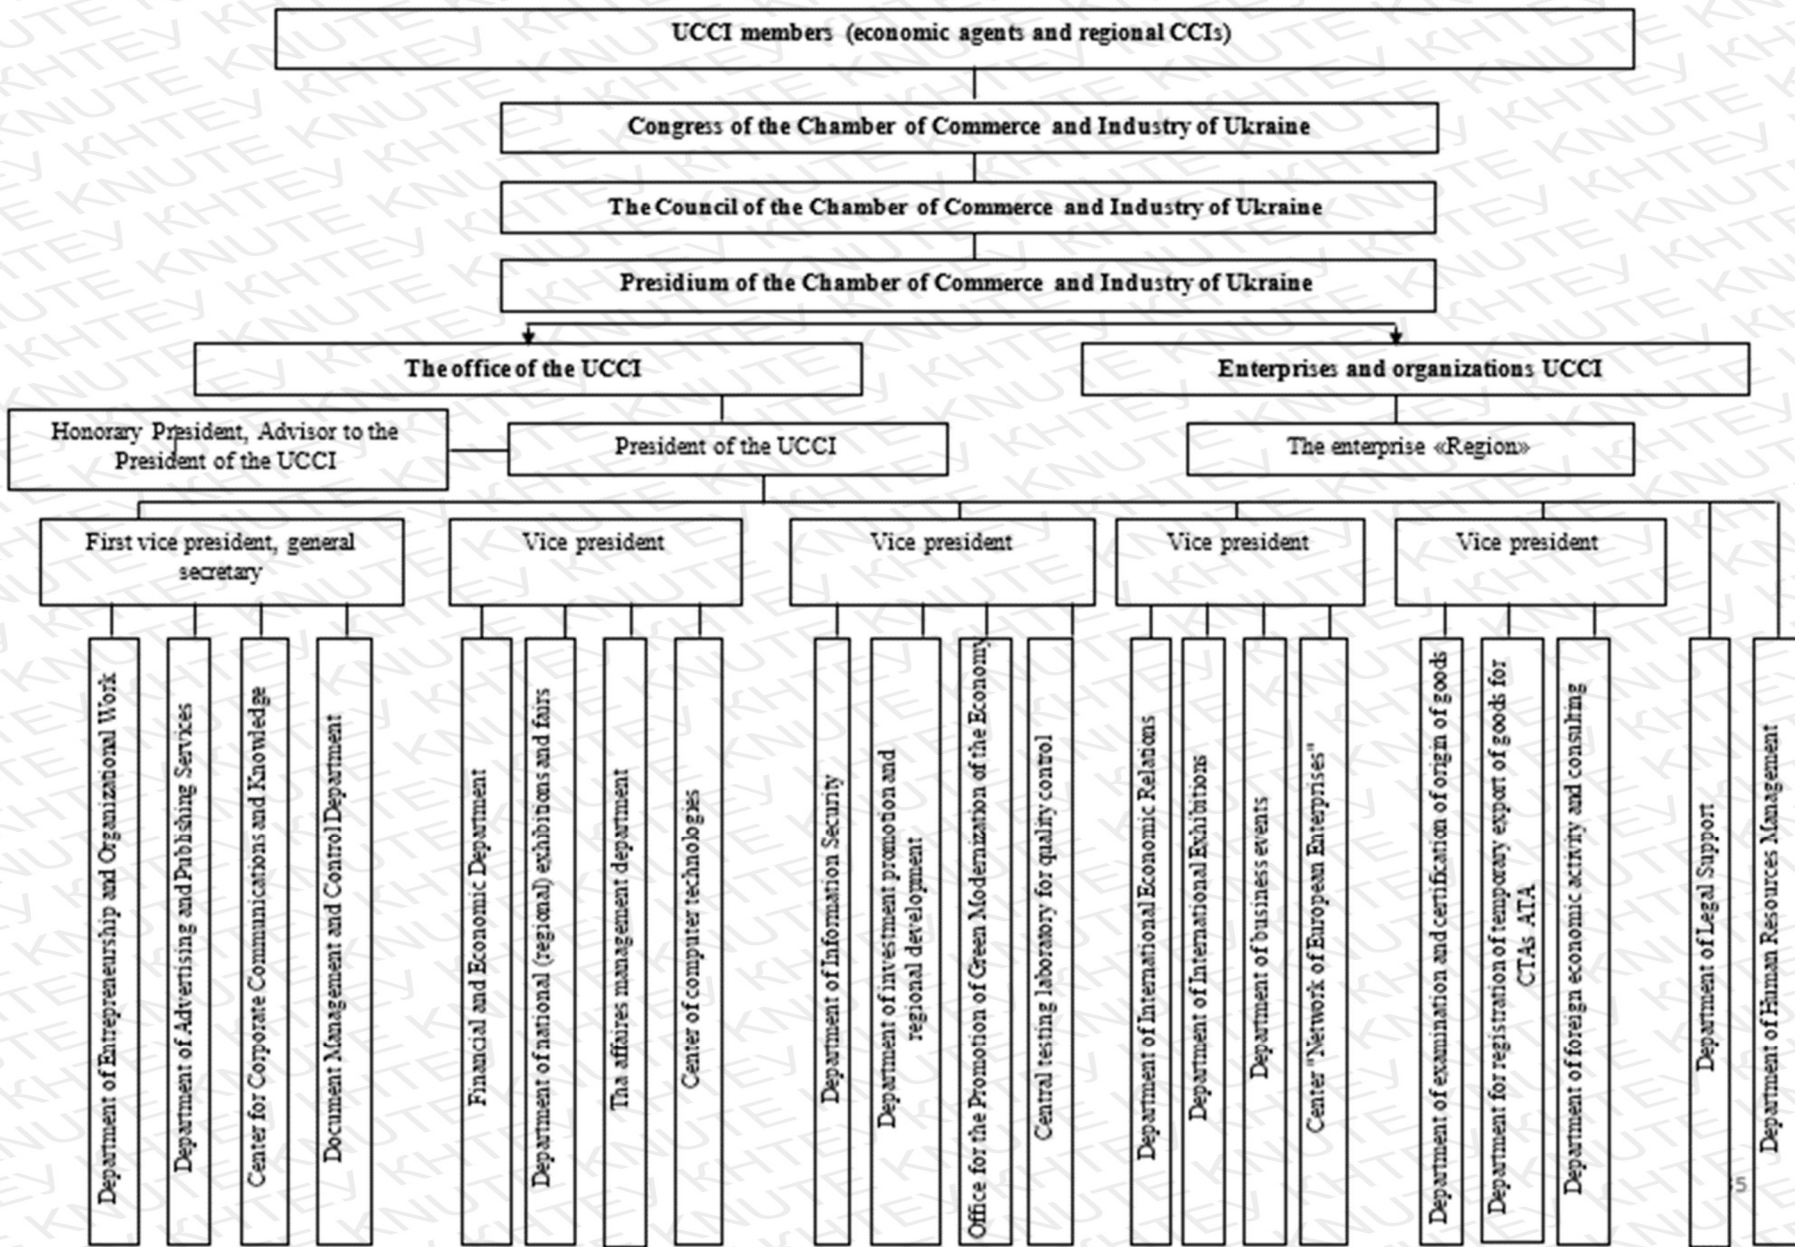 UCCI members (economic agents and regional CCIs)
Congress of the Chamber of Commerce and Industry of Ukraine
The Council of the Chamber of Commerce and Industry of Ukraine
Presidium of the Chamber of Commerce and Industry of Ukraine
The office of the UCCI
Enterprises and organizations UCCI
Honorary President, Advisor to the
President of the UCCI
President of the UCCI
The enterprise «Region»
First vice president, general
secretary
Vice president
Vice president
Vice president
Vice president
Department of Entrepreneurship and Organizational Work
Department of Advertising and Publishing Services
Center for Corporate Communications and Knowledge
Document Management and Control Department
Financial and Economic Department
Department of national (regional) exhibitions and fairs
Tha affaires management department
Center of computer technologies
Department of Information Security
Department of investment promotion and
regional development
Office for the Promotion of Green Modernization of the Economy
Central testing laboratory for quality control
Department of International Economic Relations
Department of International Exhibitions
Department of business events
Center "Network of European Enterprises"
Department of examination and certification of origin of goods
Department for registration of temporary export of goods for
CTAs ATA
Department of foreign economic activity and consulting
Department of Legal Support
Department of Human Resources Management
KNUTE KHTEY